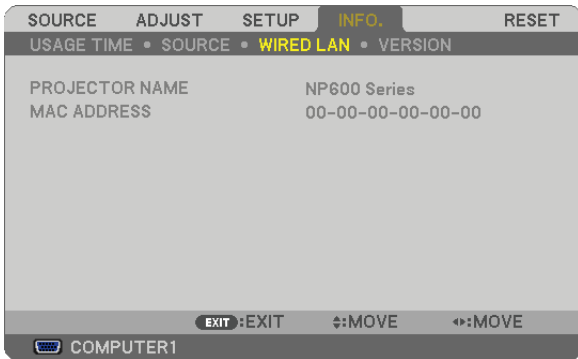 SOURCE ADJUST SETUP INFO. RESET
USAGE TIME • SOURCE • WIRED LAN • VERSION
PROJECTOR NAME NP600 Series
MAC ADDRESS 00-00-00-00-00-00
EXIT :EXIT :MOVE :MOVE
COMPUTER1